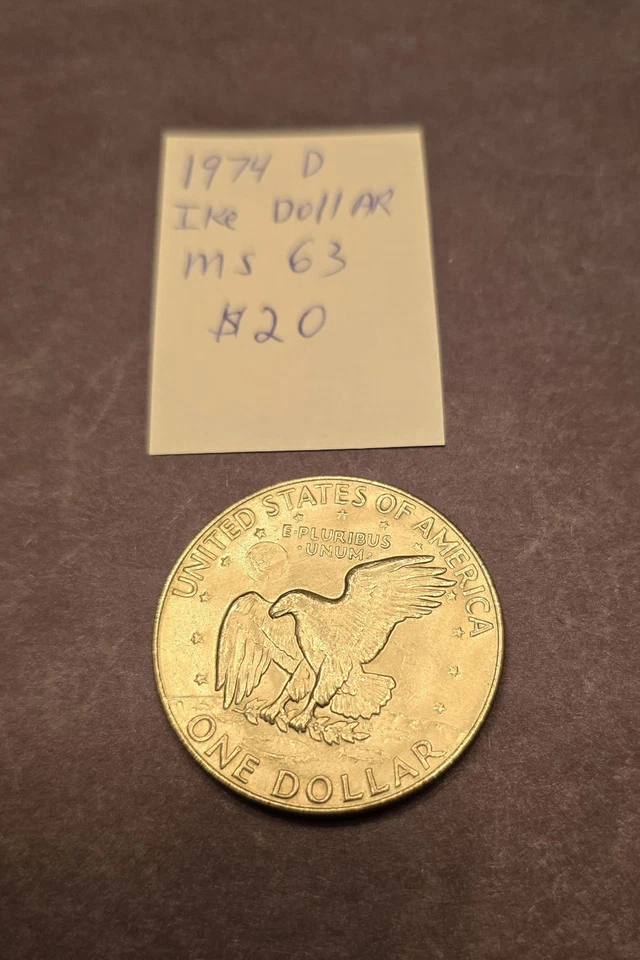 1974 D
Ike Dollar
ms 63
$20
UNITED STATES OF AMERICA
E·PLURIBUS
·UNUM·
ONE DOLLAR